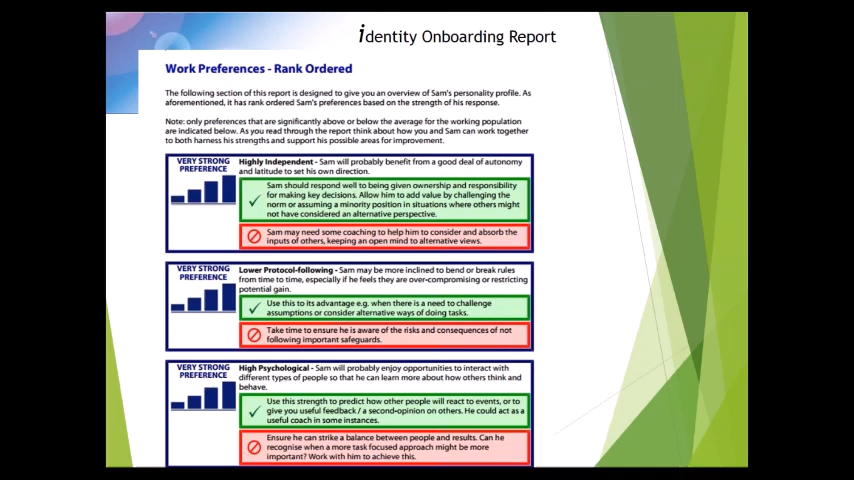 identity Onboarding Report
Work Preferences - Rank Ordered
The following section of this report is designed to give you an overview of Sam's personality profile. As
aforementioned, it has rank ordered Sam's preferences based on the strength of his response.
Note: only preferences that are significantly above or below the average for the working population
are indicated below. As you read through the report think about how you and Sam can work together
to both harness his strengths and support his possible areas for improvement.
VERY STRONG
PREFERENCE
Highly Independent - Sam will probably benefit from a good deal of autonomy
and latitude to set his own direction.
Sam should respond well to being given ownership and responsibility
for making key decisions. Allow him to add value by challenging the
norm or assuming a minority position in situations where others might
not have considered an alternative perspective.
Sam may need some coaching to help him to consider and absorb the
inputs of others, keeping an open mind to alternative views.
VERY STRONG
PREFERENCE
Lower Protocol-following - Sam may be more inclined to bend or break rules
from time to time, especially if he feels they are over-compromising or restricting
potential gain.
Use this to its advantage e.g. when there is a need to challenge
assumptions or consider alternative ways of doing tasks.
Take time to ensure he is aware of the risks and consequences of not
following important safeguards.
VERY STRONG
PREFERENCE
High Psychological - Sam will probably enjoy opportunities to interact with
different types of people so that he can learn more about how others think and
behave.
Use this strength to predict how other people will react to events, or to
give you useful feedback / a second-opinion on others. He could act as a
useful coach in some instances.
Ensure he can strike a balance between people and results. Can he
recognise when a more task focused approach might be more
important? Work with him to achieve this.